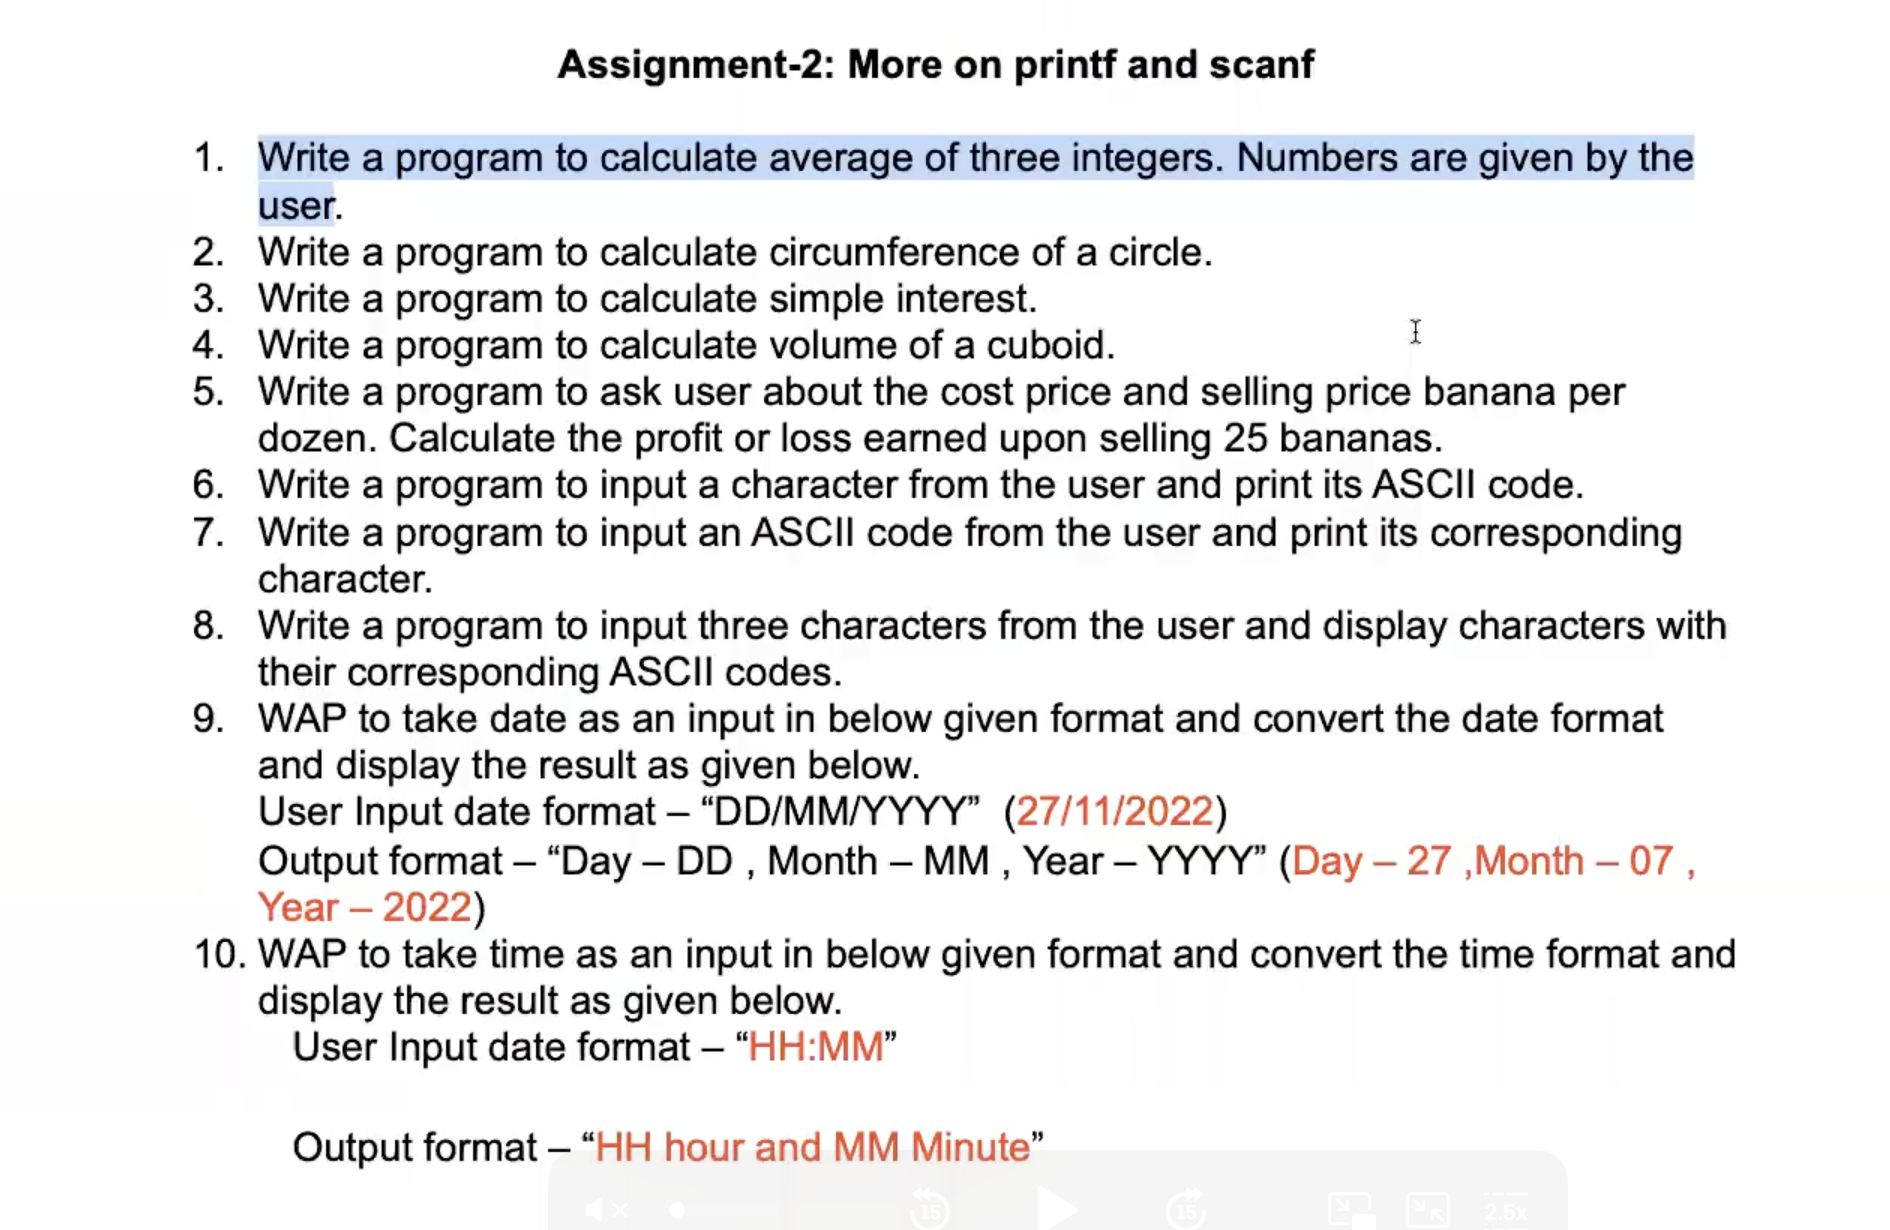 Assignment-2: More on printf and scanf
1. Write a program to calculate average of three integers. Numbers are given by the
user.
2. Write a program to calculate circumference of a circle.
3. Write a program to calculate simple interest.
4. Write a program to calculate volume of a cuboid.
5. Write a program to ask user about the cost price and selling price banana per
dozen. Calculate the profit or loss earned upon selling 25 bananas.
6. Write a program to input a character from the user and print its ASCII code.
7. Write a program to input an ASCII code from the user and print its corresponding
character.
8. Write a program to input three characters from the user and display characters with
their corresponding ASCII codes.
9. WAP to take date as an input in below given format and convert the date format
and display the result as given below.
User Input date format – “DD/MM/YYYY” (27/11/2022)
Output format – “Day – DD , Month – MM , Year – YYYY” (Day – 27 ,Month – 07 ,
Year – 2022)
10. WAP to take time as an input in below given format and convert the time format and
display the result as given below.
User Input date format – “HH:MM”
Output format – “HH hour and MM Minute”
15 15 2.5x